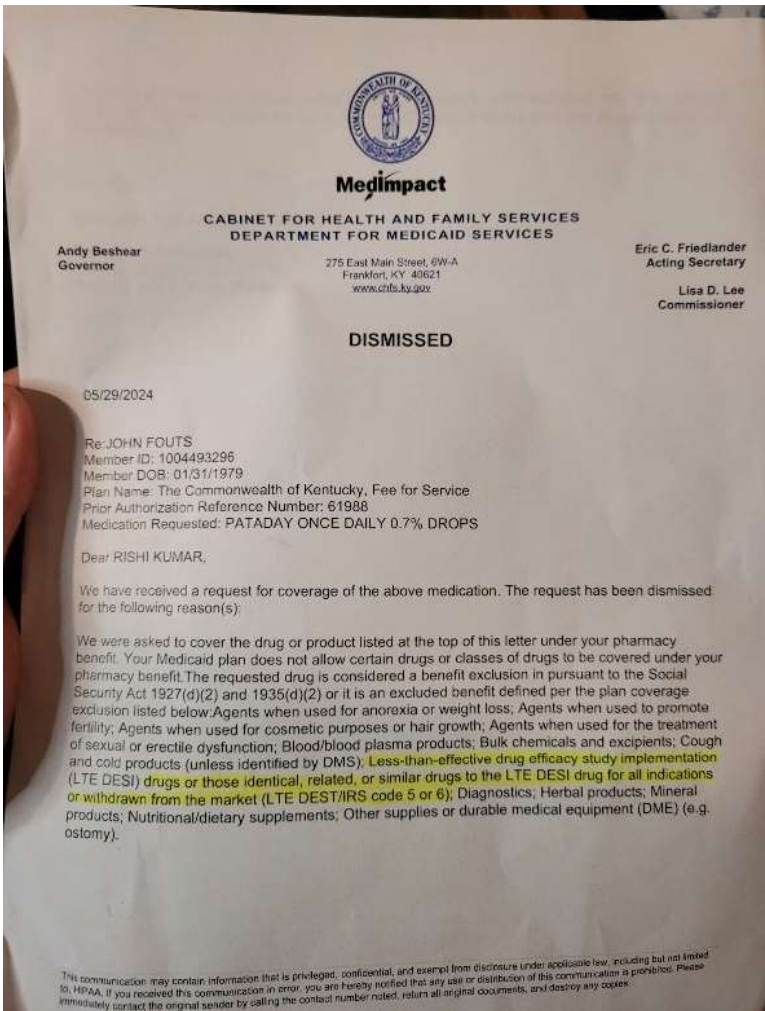 COMMONWEALTH OF KENTUCKY
MedImpact
CABINET FOR HEALTH AND FAMILY SERVICES
DEPARTMENT FOR MEDICAID SERVICES
Andy Beshear
Governor
275 East Main Street, 6W-A
Frankfort, KY 40621
www.chfs.ky.gov
Eric C. Friedlander
Acting Secretary
Lisa D. Lee
Commissioner
DISMISSED
05/29/2024
Re:JOHN FOUTS
Member ID: 1004493296
Member DOB: 01/31/1979
Plan Name: The Commonwealth of Kentucky, Fee for Service
Prior Authorization Reference Number: 61988
Medication Requested: PATADAY ONCE DAILY 0.7% DROPS
Dear RISHI KUMAR,
We have received a request for coverage of the above medication. The request has been dismissed
for the following reason(s):
We were asked to cover the drug or product listed at the top of this letter under your pharmacy
benefit. Your Medicaid plan does not allow certain drugs or classes of drugs to be covered under your
pharmacy benefit.The requested drug is considered a benefit exclusion in pursuant to the Social
Security Act 1927(d)(2) and 1935(d)(2) or it is an excluded benefit defined per the plan coverage
exclusion listed below:Agents when used for anorexia or weight loss; Agents when used to promote
fertility; Agents when used for cosmetic purposes or hair growth; Agents when used for the treatment
of sexual or erectile dysfunction; Blood/blood plasma products; Bulk chemicals and excipients; Cough
and cold products (unless identified by DMS); Less-than-effective drug efficacy study implementation
(LTE DESI) drugs or those identical, related, or similar drugs to the LTE DESI drug for all indications
or withdrawn from the market (LTE DEST/IRS code 5 or 6); Diagnostics; Herbal products; Mineral
products; Nutritional/dietary supplements; Other supplies or durable medical equipment (DME) (e.g.
ostomy).
This communication may contain information that is privileged, confidential, and exempt from disclosure under applicable law, including but not limited
to, HPAA. If you received this communication in error, you are hereby notified that any use or distribution of this communication is prohibited. Please
immediately contact the original sender by calling the contact number noted, return all original documents, and destroy any copies.